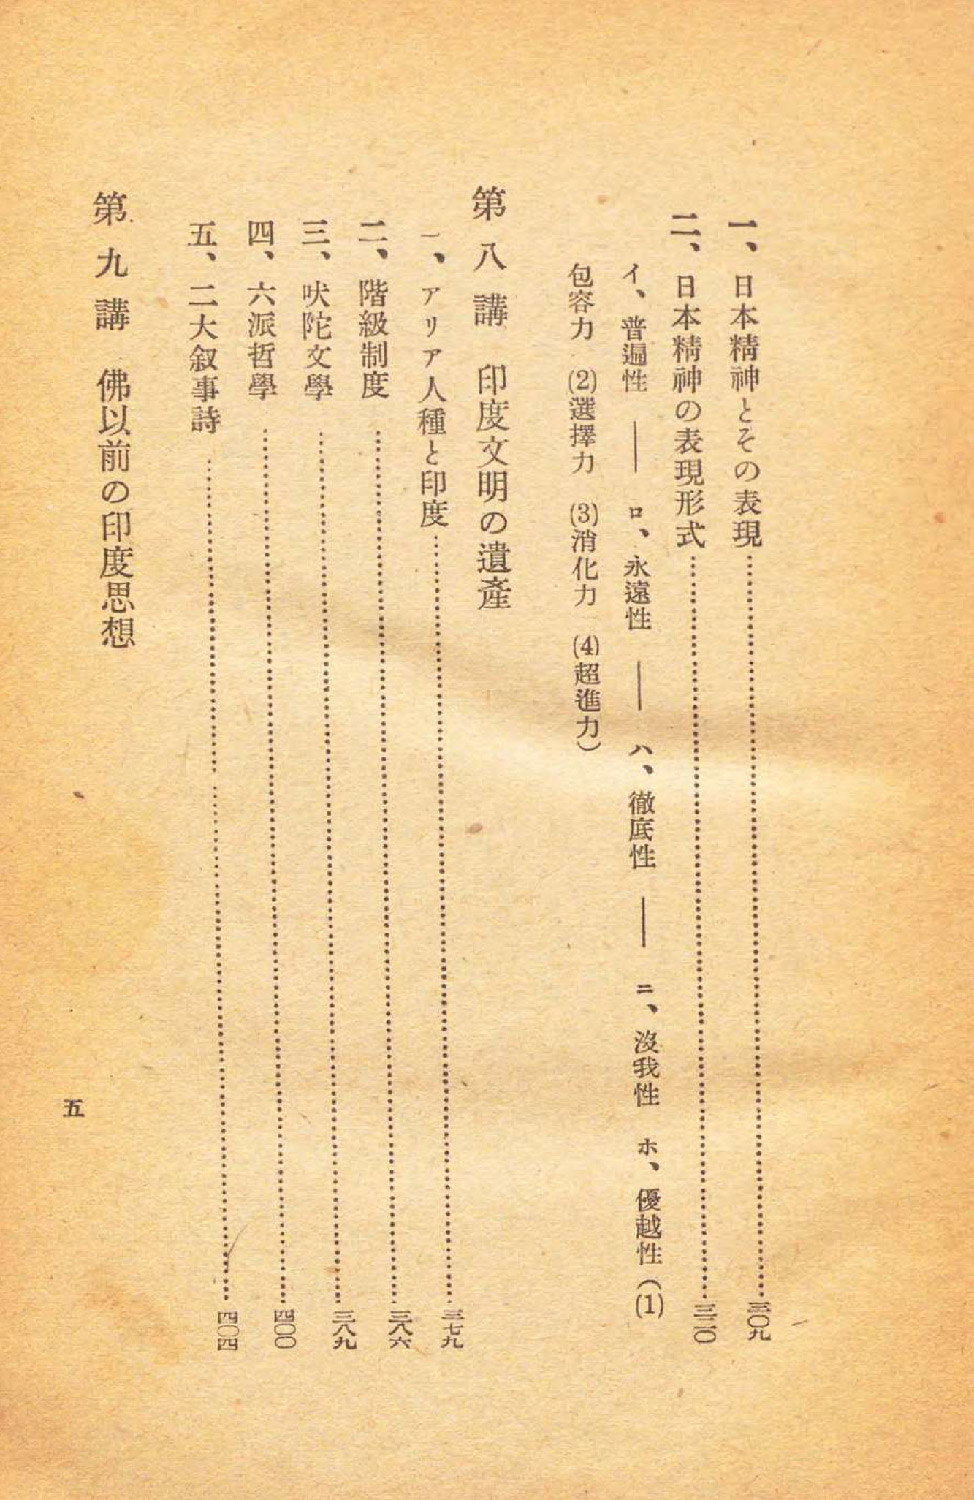 一、日本精神とその表現……三〇九
二、日本精神の表現形式……三二〇
イ、普遍性 ―― ロ、永遠性 ―― ハ、徹底性 ―― ニ、沒我性 ホ、優越性((1)
包容力 (2)選擇力 (3)消化力 (4)超進力)
第八講 印度文明の遺産
一、アリア人種と印度……三七九
二、階級制度……三八六
三、吠陀文學……三八九
四、六派哲學……四〇〇
五、二大叙事詩……四〇四
第九講 佛以前の印度思想
五